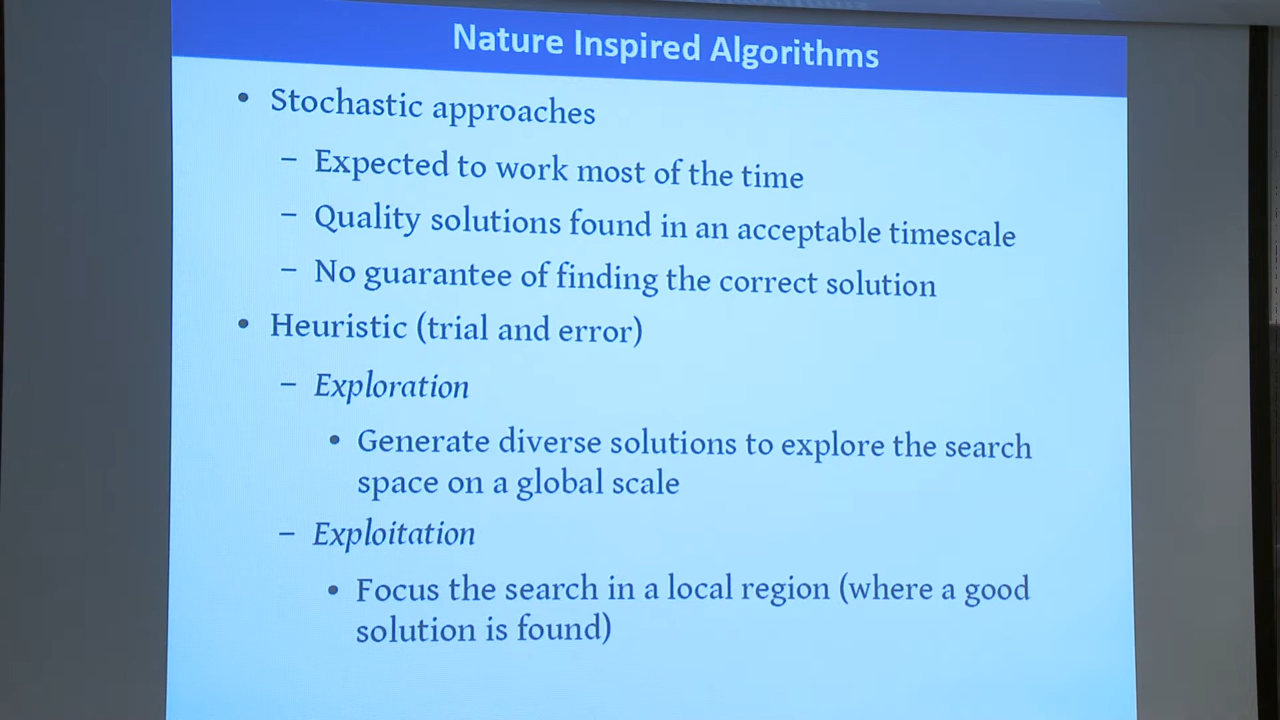 Nature Inspired Algorithms
• Stochastic approaches
– Expected to work most of the time
– Quality solutions found in an acceptable timescale
– No guarantee of finding the correct solution
• Heuristic (trial and error)
– Exploration
• Generate diverse solutions to explore the search
space on a global scale
– Exploitation
• Focus the search in a local region (where a good
solution is found)